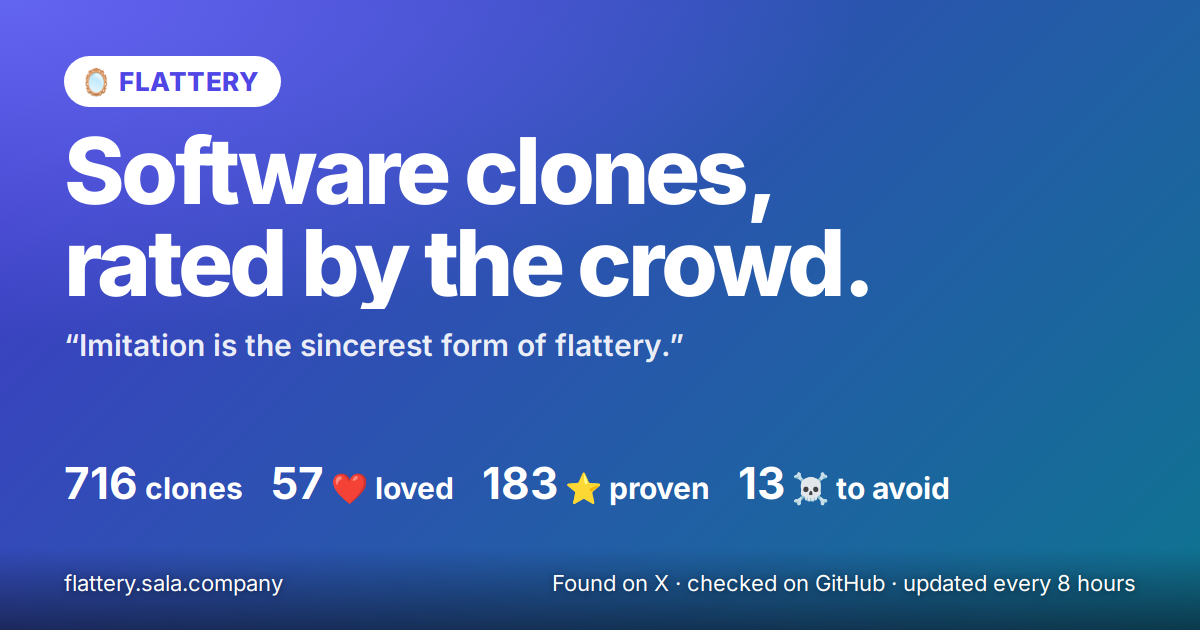 🪞 FLATTERY
Software clones,
rated by the crowd.
“Imitation is the sincerest form of flattery.”
716 clones 57 ❤️ loved 183 ⭐ proven 13 ☠️ to avoid
flattery.sala.company
Found on X · checked on GitHub · updated every 8 hours